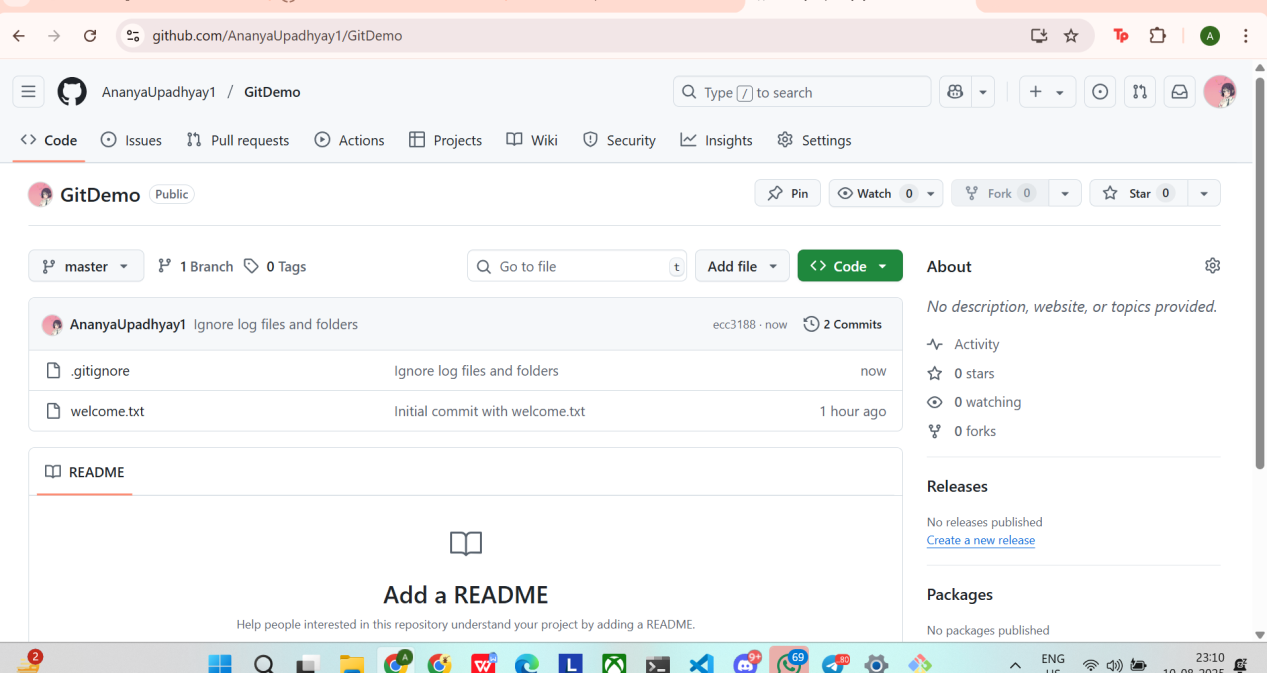 github.com/AnanyaUpadhyay1/GitDemo
Tp
A
AnanyaUpadhyay1 / GitDemo
Type / to search
Code Issues Pull requests Actions Projects Wiki Security Insights Settings
GitDemo Public
Pin Watch 0 Fork 0 Star 0
master 1 Branch 0 Tags Go to file t Add file Code
AnanyaUpadhyay1 Ignore log files and folders ecc3188 · now 2 Commits
.gitignore Ignore log files and folders now
welcome.txt Initial commit with welcome.txt 1 hour ago
README
Add a README
Help people interested in this repository understand your project by adding a README.
About
No description, website, or topics provided.
Activity
0 stars
0 watching
0 forks
Releases
No releases published
Create a new release
Packages
No packages published
2
A
W
L
9+
69
80
ENG
23:10